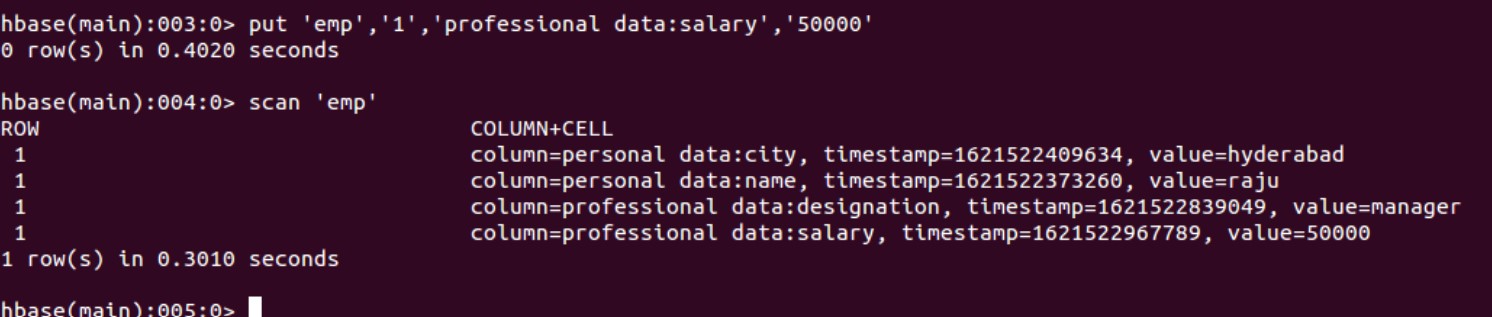 hbase(main):003:0> put 'emp','1','professional data:salary','50000'
0 row(s) in 0.4020 seconds
hbase(main):004:0> scan 'emp'
ROW COLUMN+CELL
1 column=personal data:city, timestamp=1621522409634, value=hyderabad
1 column=personal data:name, timestamp=1621522373260, value=raju
1 column=professional data:designation, timestamp=1621522839049, value=manager
1 column=professional data:salary, timestamp=1621522967789, value=50000
1 row(s) in 0.3010 seconds
hbase(main):005:0>